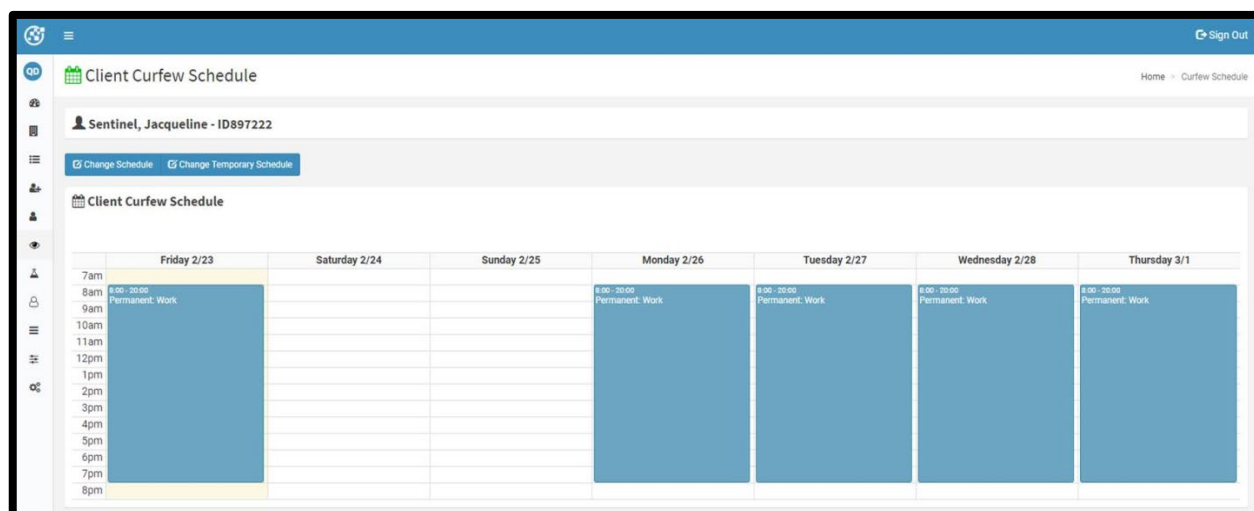 Sign Out
QD
Client Curfew Schedule
Home > Curfew Schedule
Sentinel, Jacqueline - ID897222
Change Schedule Change Temporary Schedule
Client Curfew Schedule
Friday 2/23 Saturday 2/24 Sunday 2/25 Monday 2/26 Tuesday 2/27 Wednesday 2/28 Thursday 3/1
7am
8am 8:00 - 20:00 8:00 - 20:00 8:00 - 20:00 8:00 - 20:00 8:00 - 20:00
Permanent: Work Permanent: Work Permanent: Work Permanent: Work Permanent: Work
9am
10am
11am
12pm
1pm
2pm
3pm
4pm
5pm
6pm
7pm
8pm